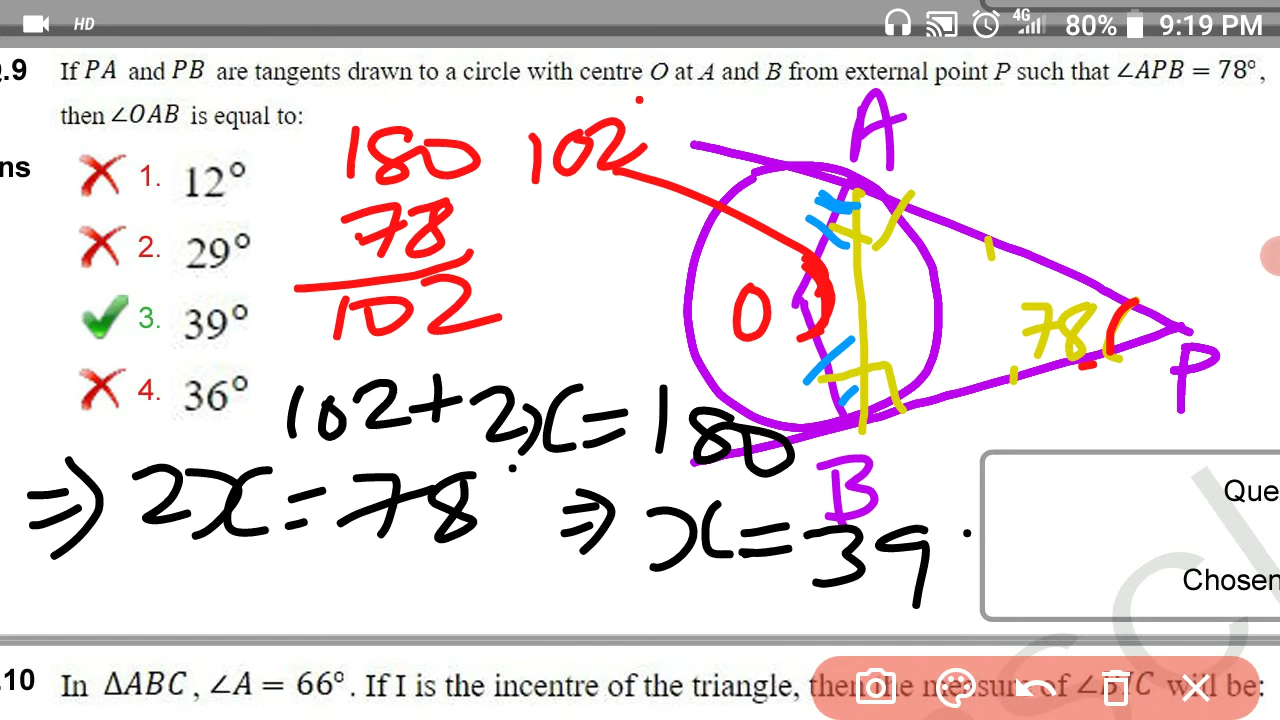 HD 4G 80% 9:19 PM
.9 If PA and PB are tangents drawn to a circle with centre O at A and B from external point P such that ∠APB = 78°,
then ∠OAB is equal to:
ns
1. 12°
2. 29°
3. 39°
4. 36°
180
78
102
102°
A
O
78
P
B
102+2x=180
⇒ 2x=78° ⇒ x=39°
Que
Chosen
.10 In ΔABC, ∠A = 66°. If I is the incentre of the triangle, then the measure of ∠BIC will be: